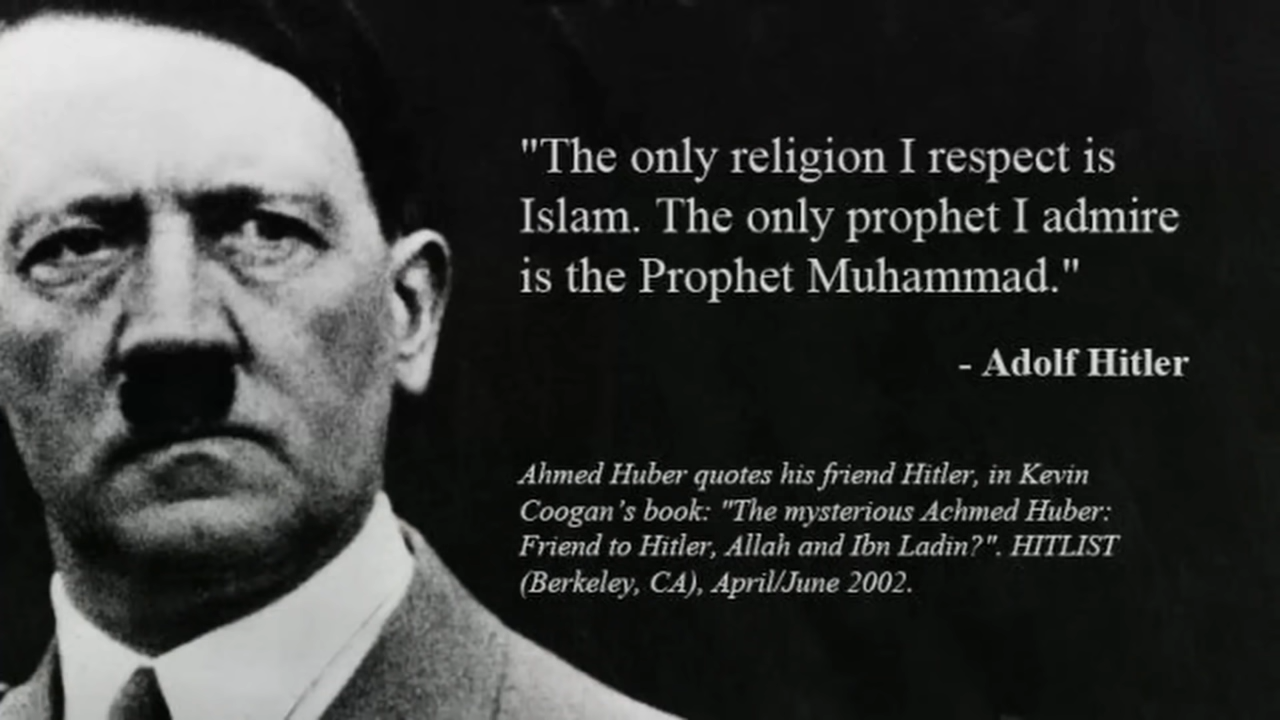 "The only religion I respect is
Islam. The only prophet I admire
is the Prophet Muhammad."
- Adolf Hitler
Ahmed Huber quotes his friend Hitler, in Kevin
Coogan's book: "The mysterious Achmed Huber:
Friend to Hitler, Allah and Ibn Ladin?". HITLIST
(Berkeley, CA), April/June 2002.